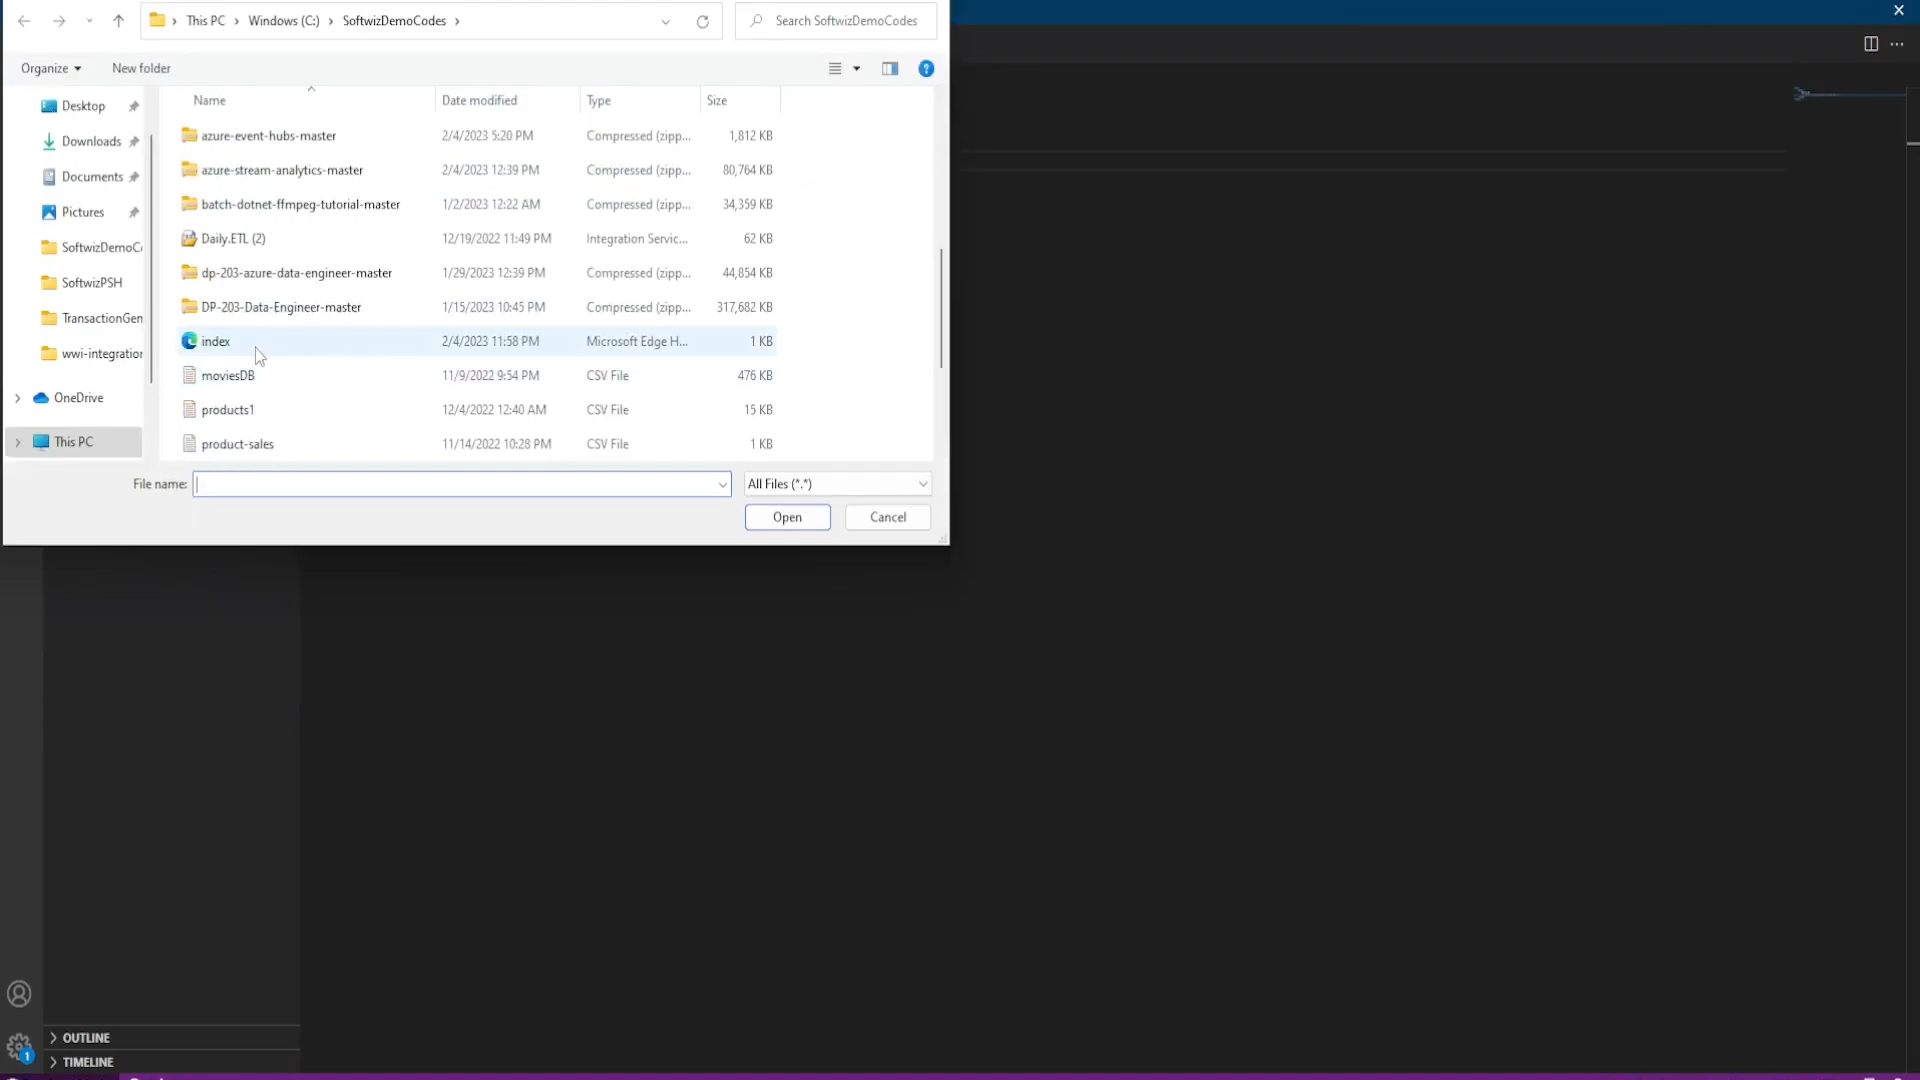 This PC > Windows (C:) > SoftwizDemoCodes >
Search SoftwizDemoCodes
Organize
New folder
?
Desktop
Downloads
Documents
Pictures
SoftwizDemoC
SoftwizPSH
TransactionGen
wwi-integration
OneDrive
This PC
Name Date modified Type Size
azure-event-hubs-master 2/4/2023 5:20 PM Compressed (zipp... 1,812 KB
azure-stream-analytics-master 2/4/2023 12:39 PM Compressed (zipp... 80,764 KB
batch-dotnet-ffmpeg-tutorial-master 1/2/2023 12:22 AM Compressed (zipp... 34,359 KB
Daily.ETL (2) 12/19/2022 11:49 PM Integration Servic... 62 KB
dp-203-azure-data-engineer-master 1/29/2023 12:39 PM Compressed (zipp... 44,854 KB
DP-203-Data-Engineer-master 1/15/2023 10:45 PM Compressed (zipp... 317,682 KB
index 2/4/2023 11:58 PM Microsoft Edge H... 1 KB
moviesDB 11/9/2022 9:54 PM CSV File 476 KB
products1 12/4/2022 12:40 AM CSV File 15 KB
product-sales 11/14/2022 10:28 PM CSV File 1 KB
File name:
All Files (*.*)
Open
Cancel
OUTLINE
1
TIMELINE